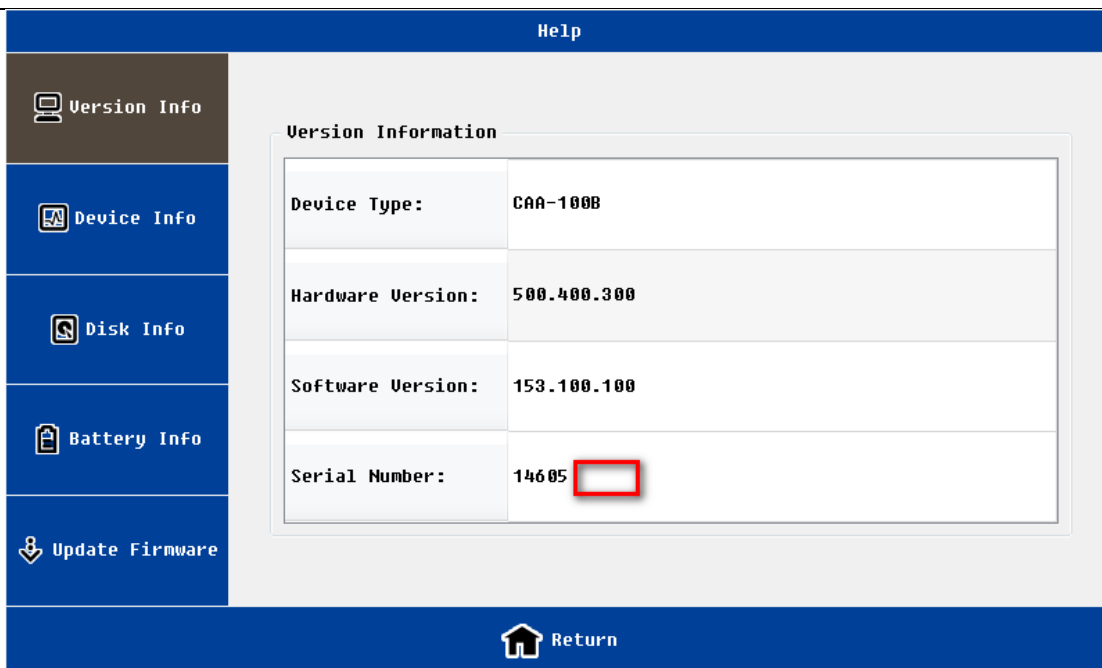 Help
Version Info
Device Info
Disk Info
Battery Info
Update Firmware
Version Information
Device Type: CAA-100B
Hardware Version: 500.400.300
Software Version: 153.100.100
Serial Number: 14605
Return